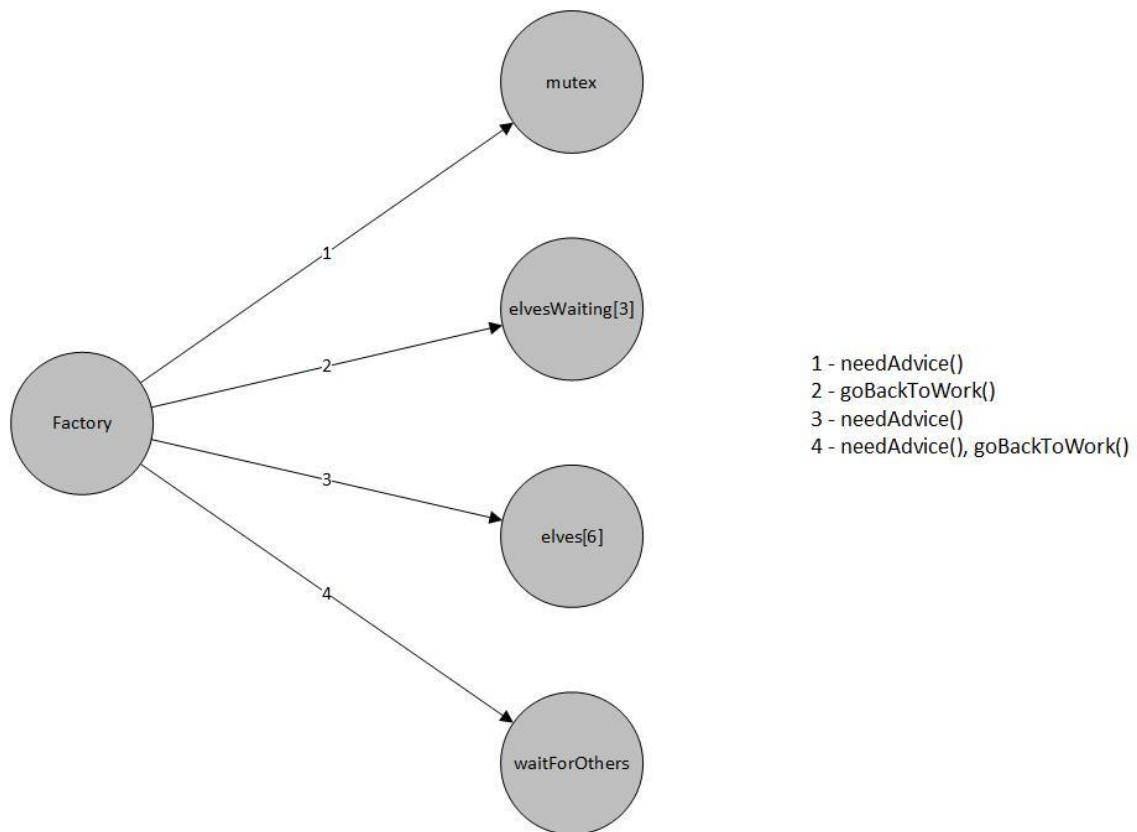 mutex
1
elvesWaiting[3]
2
Factory
3
elves[6]
4
waitForOthers
1 - needAdvice()
2 - goBackToWork()
3 - needAdvice()
4 - needAdvice(), goBackToWork()